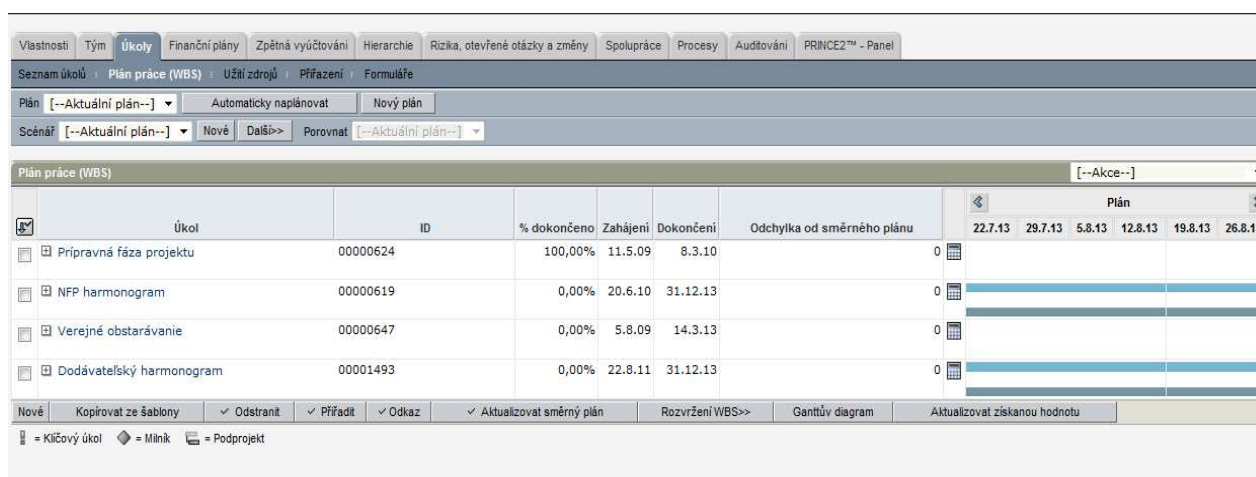 Vlastnosti Tým Úkoly Finanční plány Zpětná vyúčtování Hierarchie Rizika, otevřené otázky a změny Spolupráce Procesy Auditování PRINCE2™ - Panel
Seznam úkolů Plán práce (WBS) Užití zdrojů Přiřazení Formuláře
Plán [--Aktuální plán--] Automaticky naplánovat Nový plán
Scénář [--Aktuální plán--] Nové Další>> Porovnat [--Aktuální plán--]
Plán práce (WBS) [--Akce--]
Plán
Úkol ID % dokončeno Zahájení Dokončení Odchylka od směrného plánu 22.7.13 29.7.13 5.8.13 12.8.13 19.8.13 26.8.1
Prípravná fáza projektu 00000624 100,00% 11.5.09 8.3.10 0
NFP harmonogram 00000619 0,00% 20.6.10 31.12.13 0
Verejné obstarávanie 00000647 0,00% 5.8.09 14.3.13 0
Dodávateľský harmonogram 00001493 0,00% 22.8.11 31.12.13 0
Nové Kopírovat ze šablony Odstranit Přiřadit Odkaz Aktualizovat směrný plán Rozvržení WBS>> Ganttův diagram Aktualizovat získanou hodnotu
= Klíčový úkol = Milník = Podprojekt